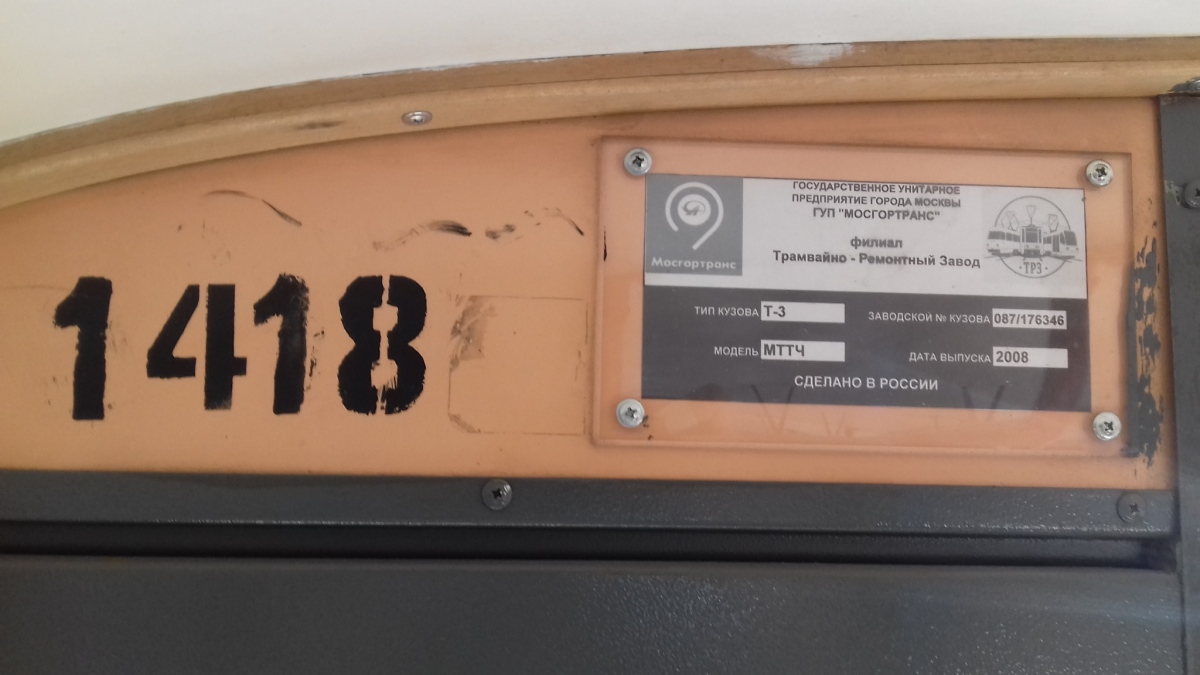 1418
ГОСУДАРСТВЕННОЕ УНИТАРНОЕ
ПРЕДПРИЯТИЕ ГОРОДА МОСКВЫ
ГУП "МОСГОРТРАНС"
филиал
Трамвайно - Ремонтный Завод
Мосгортранс
ТРЗ
ТИП КУЗОВА Т-3
ЗАВОДСКОЙ № КУЗОВА 087/176346
МОДЕЛЬ МТТЧ
ДАТА ВЫПУСКА 2008
СДЕЛАНО В РОССИИ